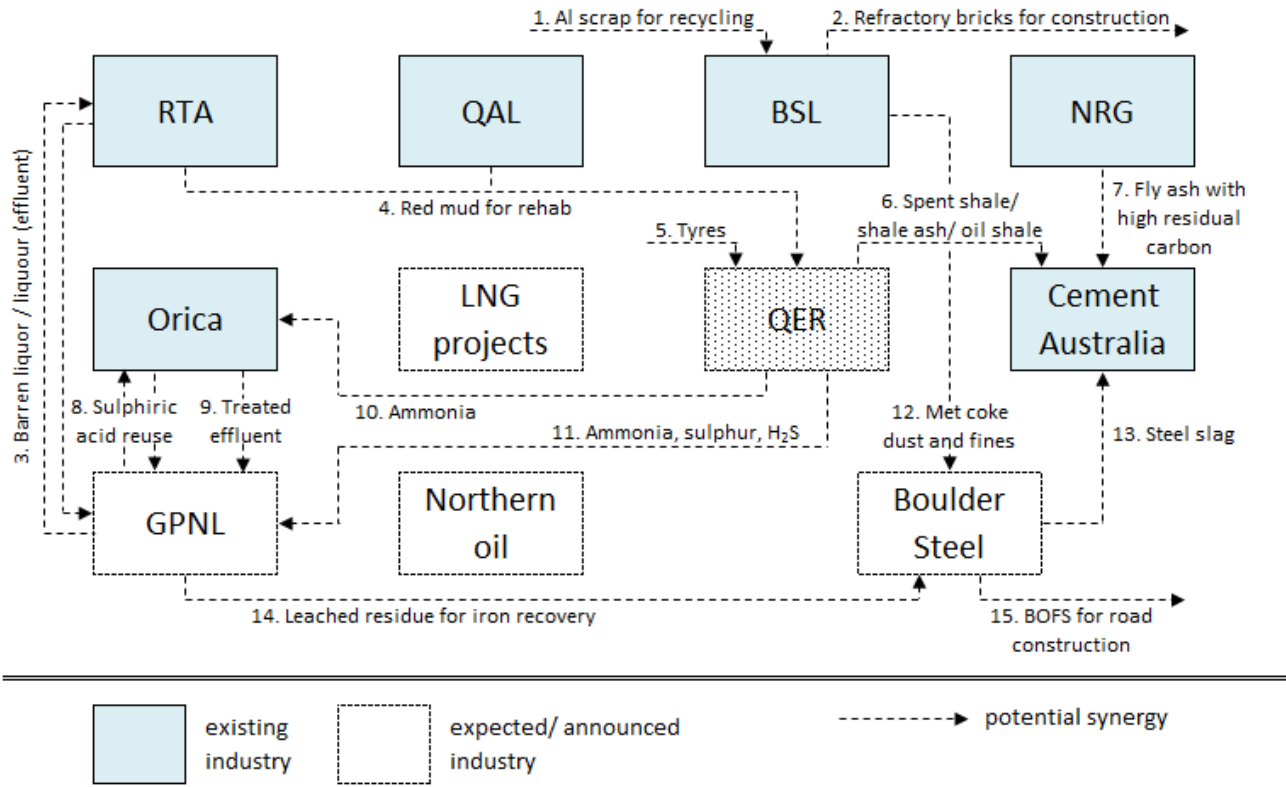 1. Al scrap for recycling
2. Refractory bricks for construction
RTA
QAL
BSL
NRG
3. Barren liquor / liquour (effluent)
4. Red mud for rehab
5. Tyres
6. Spent shale/
shale ash/ oil shale
7. Fly ash with
high residual
carbon
Orica
LNG
projects
QER
Cement
Australia
8. Sulphiric
acid reuse
9. Treated
effluent
10. Ammonia
11. Ammonia, sulphur, H₂S
12. Met coke
dust and fines
13. Steel slag
GPNL
Northern
oil
Boulder
Steel
14. Leached residue for iron recovery
15. BOFS for road
construction
existing
industry
expected/ announced
industry
potential synergy